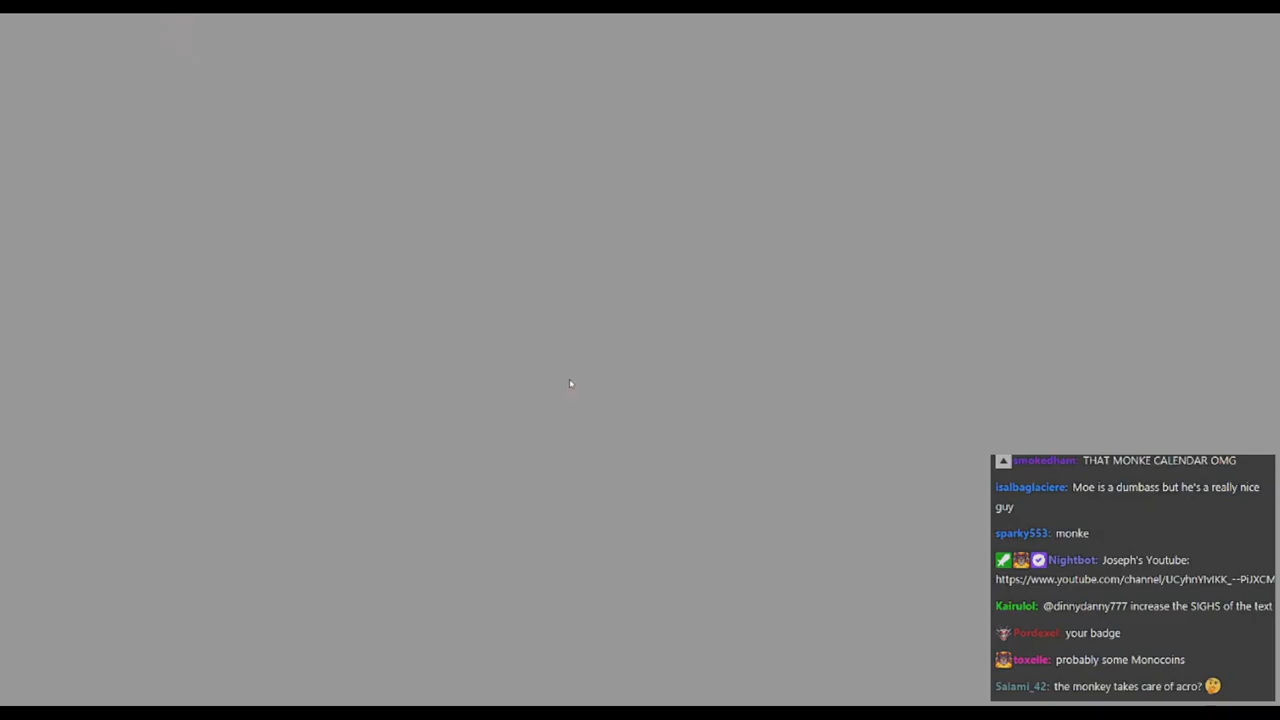 smokedham: THAT MONKE CALENDAR OMG
isalbaglaciere: Moe is a dumbass but he's a really nice
guy
sparky553: monke
Nightbot: Joseph's Youtube:
https://www.youtube.com/channel/UCyhnYIvIKK_--PiJXCM
Kairulol: @dinnydanny777 increase the SIGHS of the text
Pordexel: your badge
toxelle: probably some Monocoins
Salami_42: the monkey takes care of acro? 🤔